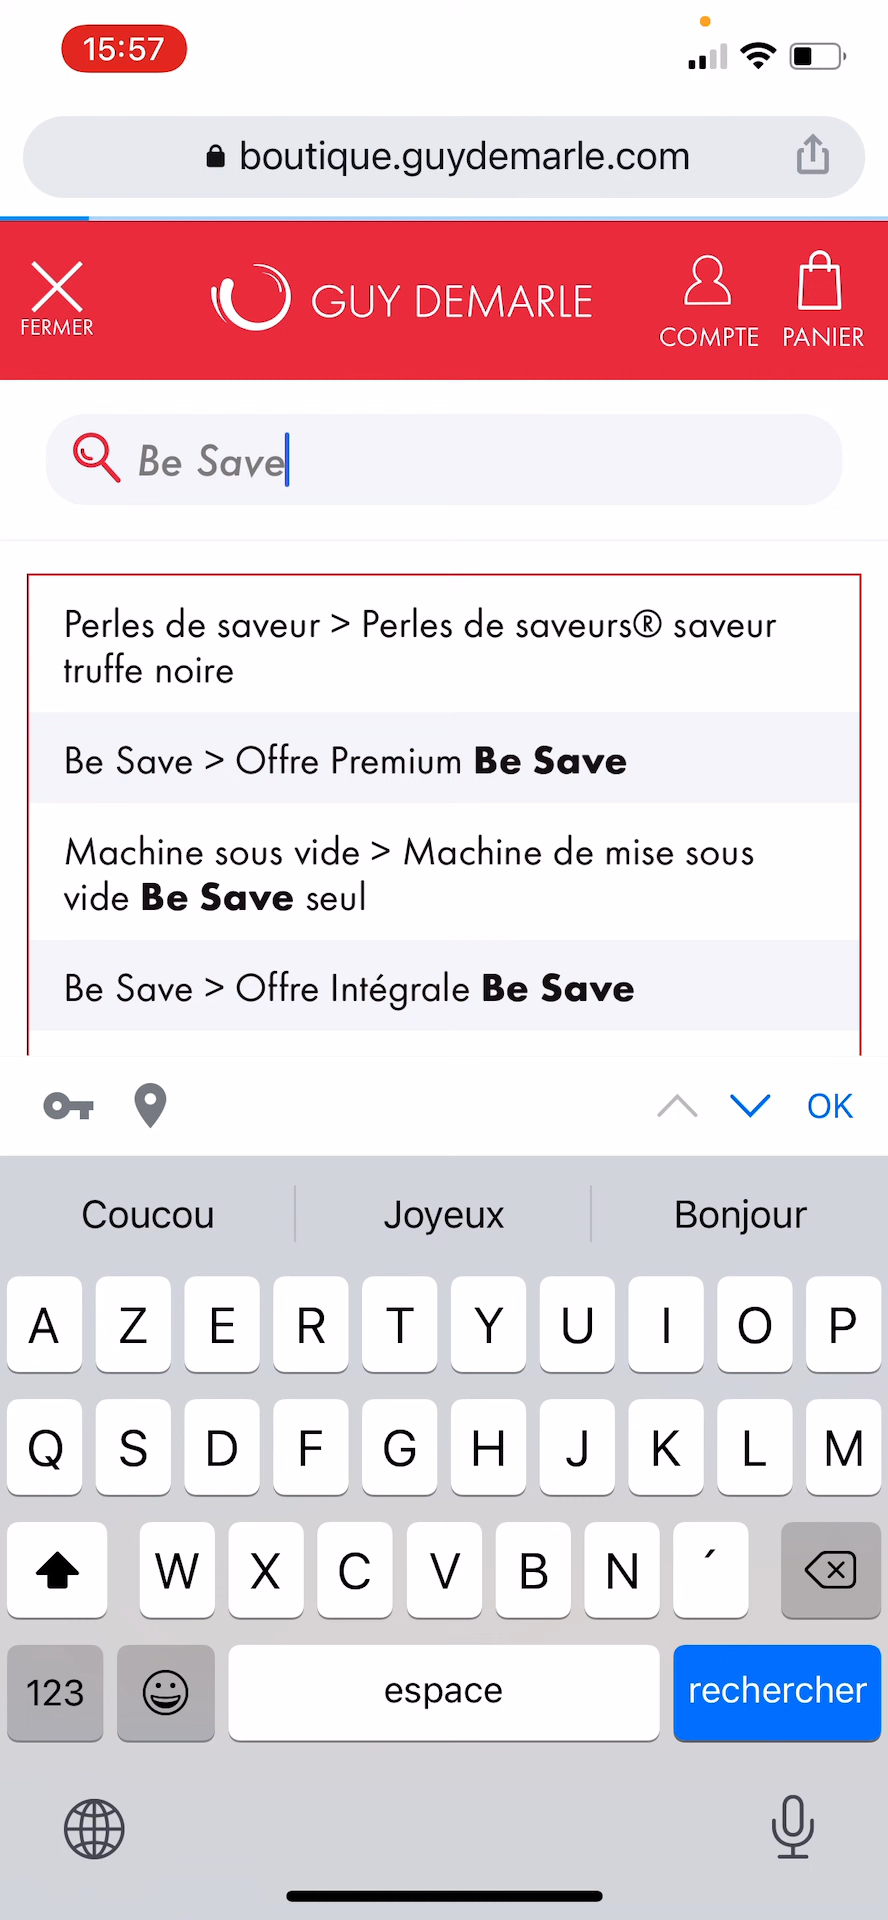 15:57
boutique.guydemarle.com
FERMER
GUY DEMARLE
COMPTE
PANIER
Be Save
Perles de saveur > Perles de saveurs® saveur
truffe noire
Be Save > Offre Premium Be Save
Machine sous vide > Machine de mise sous
vide Be Save seul
Be Save > Offre Intégrale Be Save
OK
Coucou
Joyeux
Bonjour
A Z E R T Y U I O P
Q S D F G H J K L M
W X C V B N ´
123
espace
rechercher